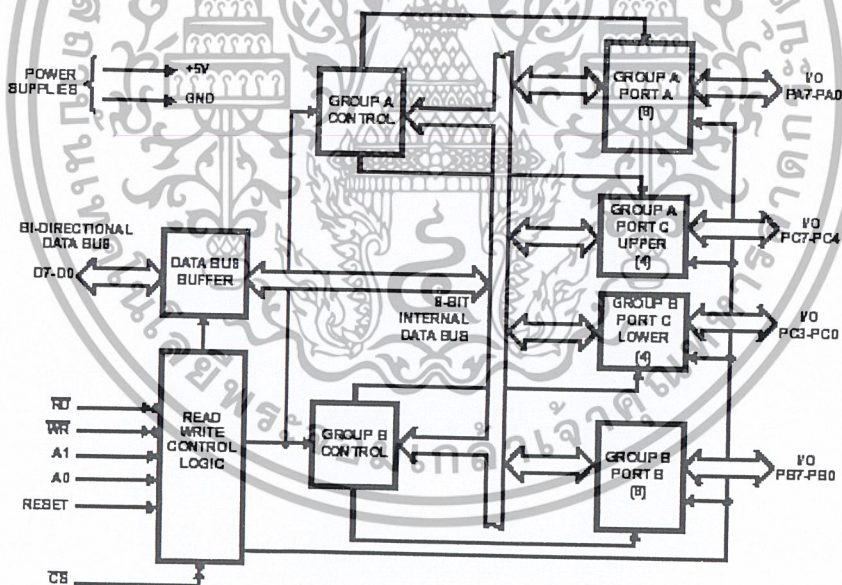 POWER
SUPPLIES
+5V
GND
GROUP A
CONTROL
GROUP A
PORT A
(8)
I/O
PA7-PA0
BI-DIRECTIONAL
DATA BUS
D7-D0
DATA BUS
BUFFER
8-BIT
INTERNAL
DATA BUS
GROUP A
PORT C
UPPER
(4)
I/O
PC7-PC4
GROUP B
PORT C
LOWER
(4)
I/O
PC3-PC0
RD
WR
A1
A0
RESET
CS
READ
WRITE
CONTROL
LOGIC
GROUP B
CONTROL
GROUP B
PORT B
(8)
I/O
PB7-PB0